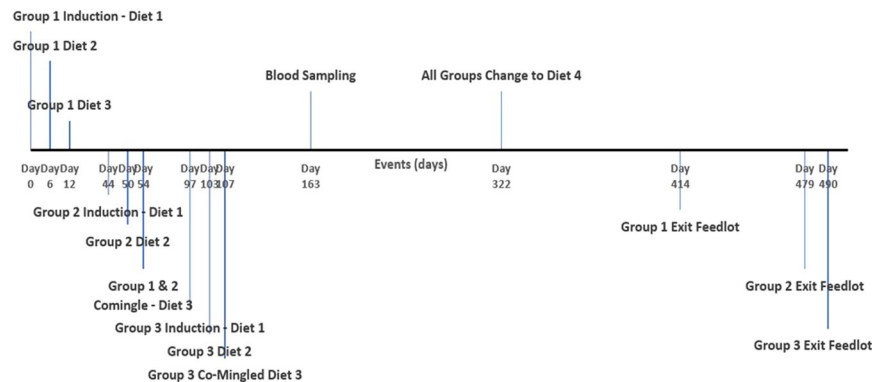 Group 1 Induction - Diet 1
Group 1 Diet 2
Group 1 Diet 3
Blood Sampling
All Groups Change to Diet 4
Events (days)
Day 0
Day 6
Day 12
Day 44
Day 50
Day 54
Day 97
Day 103
Day 107
Day 163
Day 322
Day 414
Day 479
Day 490
Group 2 Induction - Diet 1
Group 2 Diet 2
Group 1 & 2
Comingle - Diet 3
Group 3 Induction - Diet 1
Group 3 Diet 2
Group 3 Co-Mingled Diet 3
Group 1 Exit Feedlot
Group 2 Exit Feedlot
Group 3 Exit Feedlot